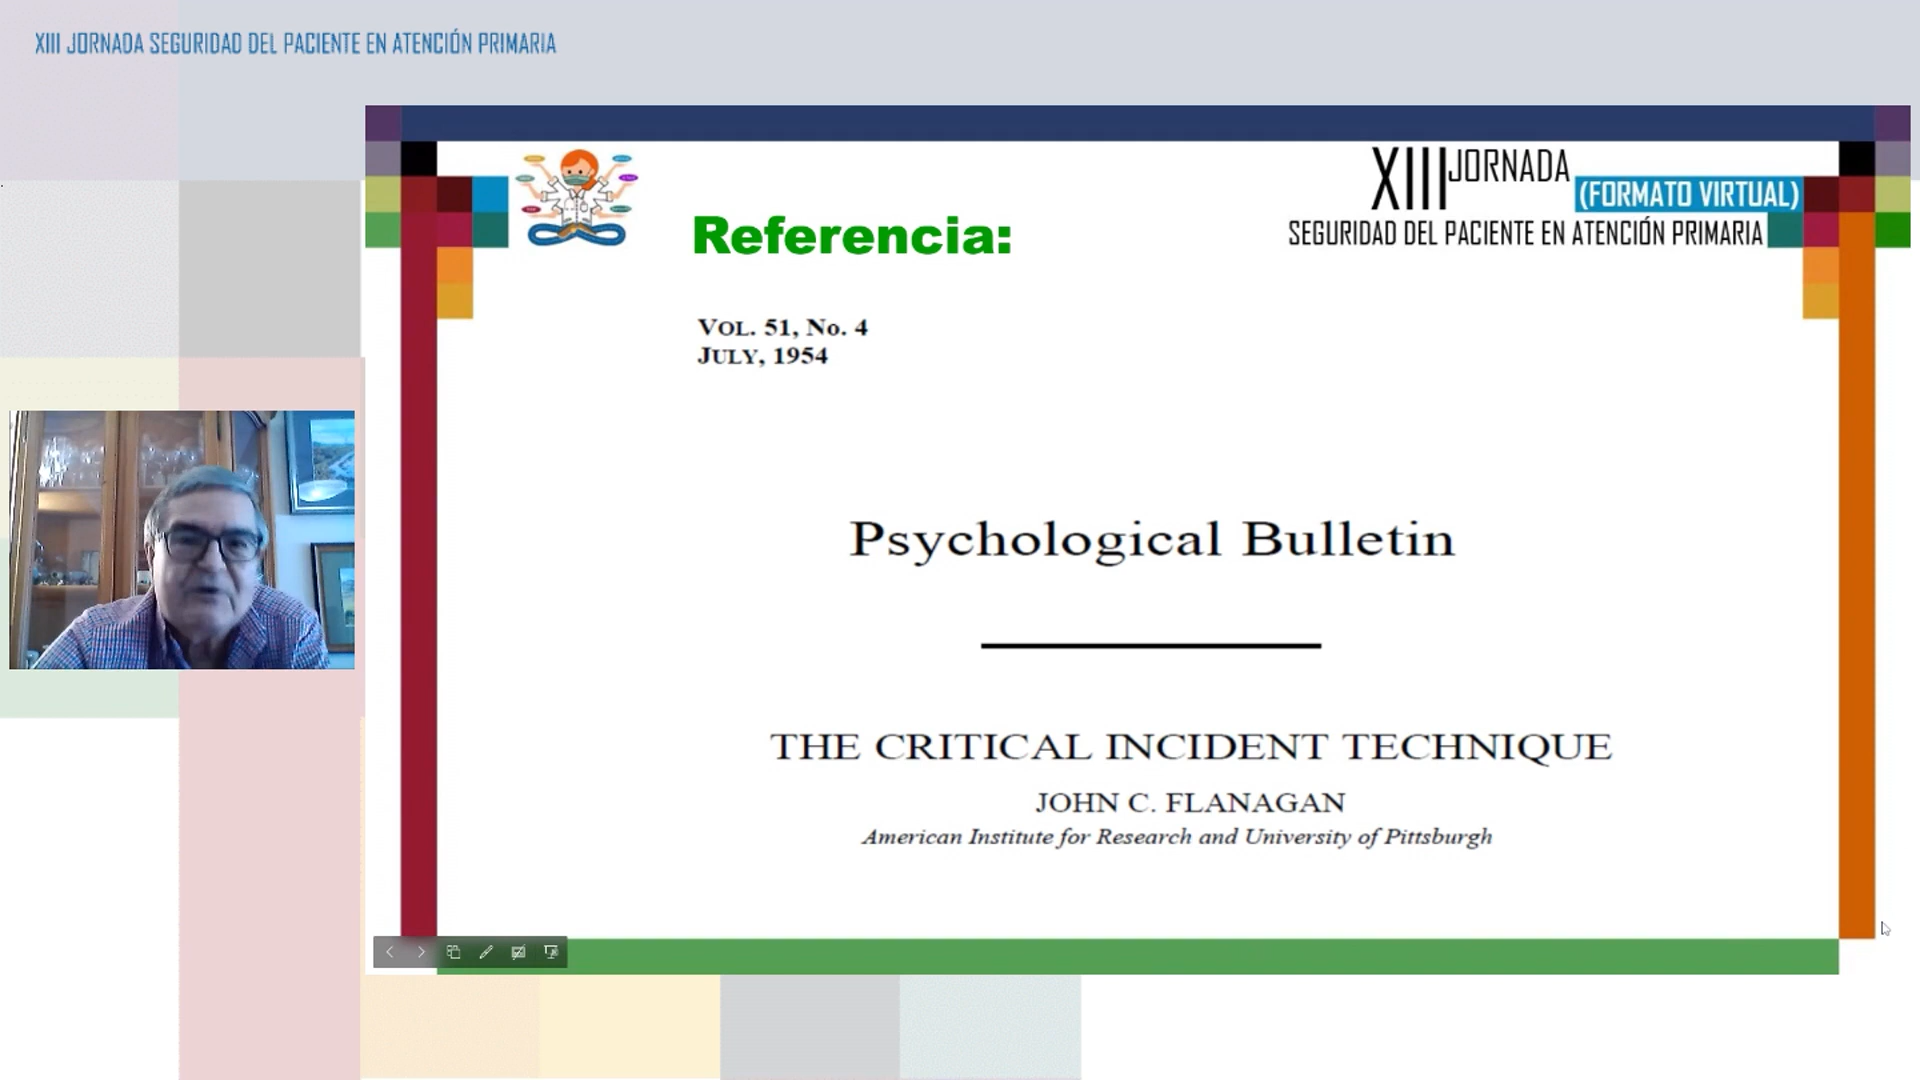 XIII JORNADA SEGURIDAD DEL PACIENTE EN ATENCIÓN PRIMARIA
XIII JORNADA
(FORMATO VIRTUAL)
SEGURIDAD DEL PACIENTE EN ATENCIÓN PRIMARIA
Referencia:
VOL. 51, No. 4
JULY, 1954
Psychological Bulletin
THE CRITICAL INCIDENT TECHNIQUE
JOHN C. FLANAGAN
American Institute for Research and University of Pittsburgh